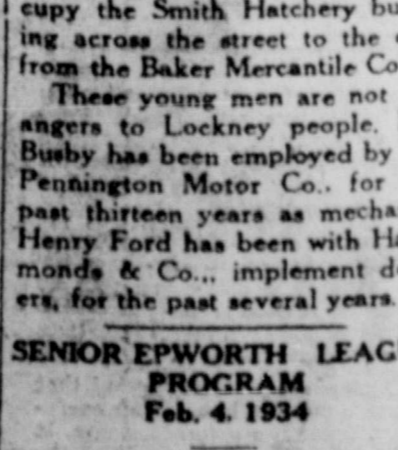 cupy the Smith Hatchery bu
ing across the street to the
from the Baker Mercantile Co
These young men are not
angers to Lockney people.
Busby has been employed by
Pennington Motor Co.. for
past thirteen years as mecha
Henry Ford has been with Ha
monds & Co.., implement d
ers, for the past several years.
SENIOR EPWORTH LEAG
PROGRAM
Feb. 4. 1934